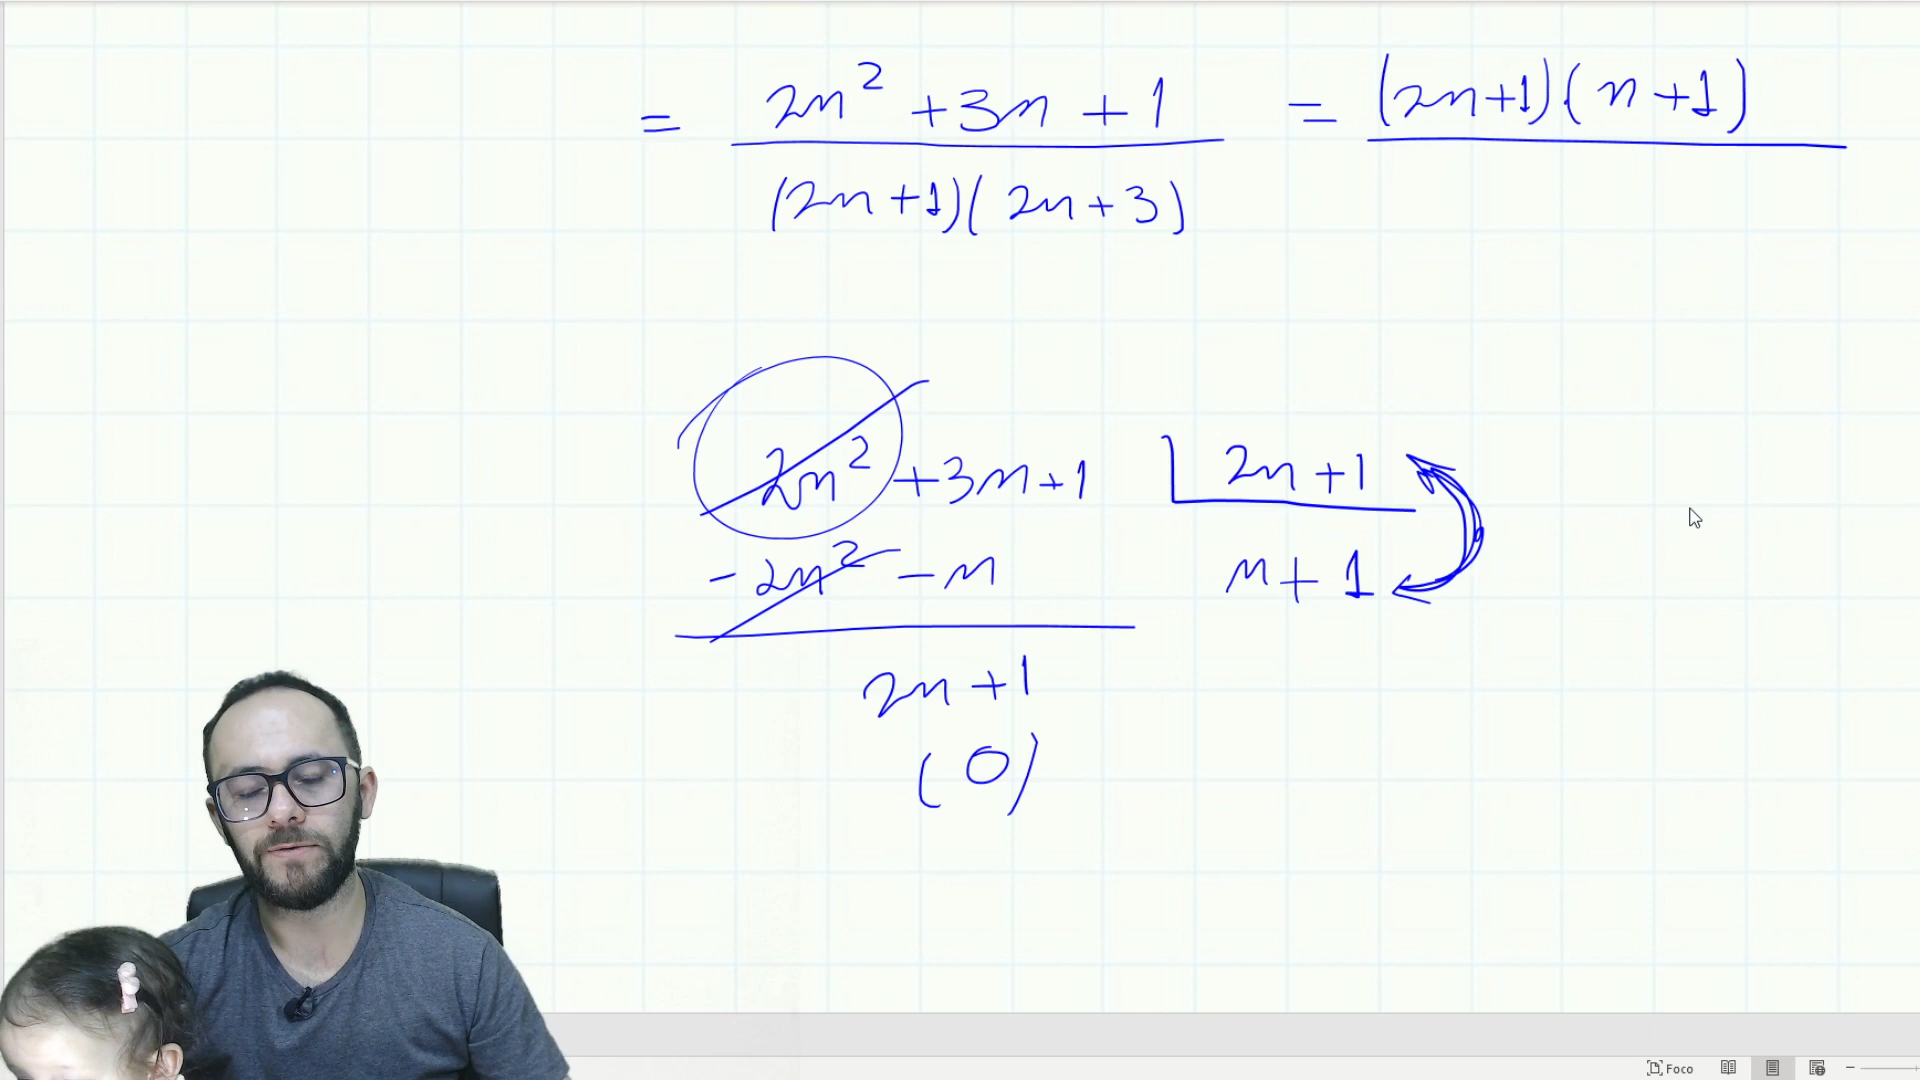 = 2n² + 3n + 1 = (2n+1)(n+1)
(2n+1)(2n+3)
2n² + 3n + 1 2n + 1
- 2n² - n n + 1
2n + 1
(0)
Foco